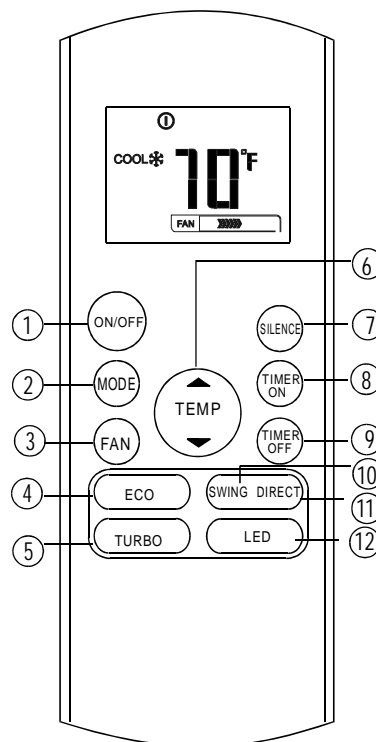 COOL 70°F
FAN
6
1 ON/OFF SILENCE 7
2 MODE TEMP TIMER ON 8
3 FAN TIMER OFF 9
10
4 ECO SWING DIRECT 11
5 TURBO LED 12